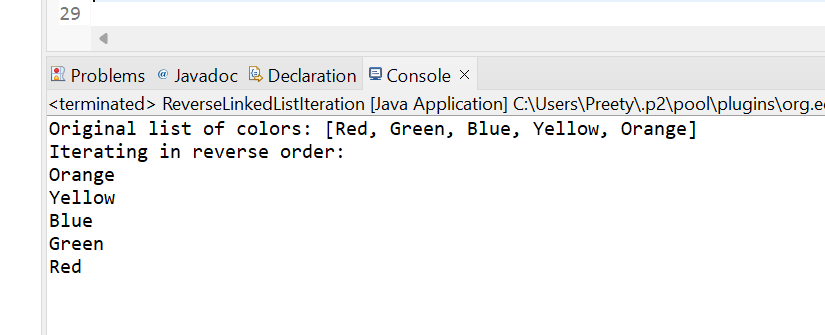 29
Problems @ Javadoc Declaration Console
<terminated> ReverseLinkedListIteration [Java Application] C:\Users\Preety\.p2\pool\plugins\org.e
Original list of colors: [Red, Green, Blue, Yellow, Orange]
Iterating in reverse order:
Orange
Yellow
Blue
Green
Red